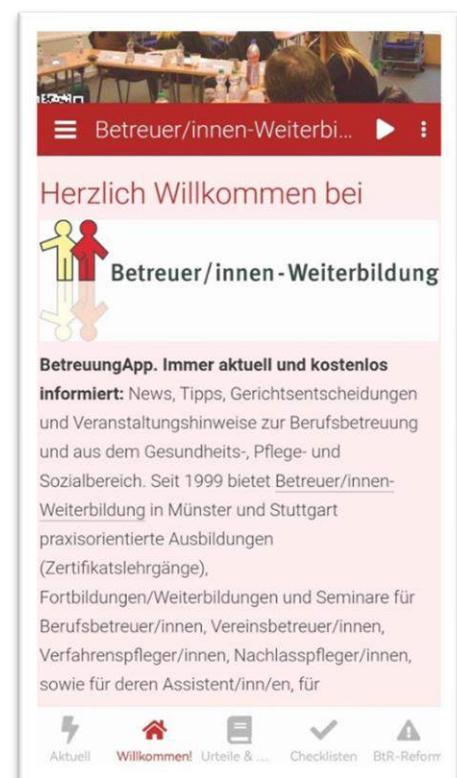 Betreuer/innen-Weiterbi...
Herzlich Willkommen bei
Betreuer/innen-Weiterbildung
BetreuungApp. Immer aktuell und kostenlos
informiert: News, Tipps, Gerichtsentscheidungen
und Veranstaltungshinweise zur Berufsbetreuung
und aus dem Gesundheits-, Pflege- und
Sozialbereich. Seit 1999 bietet Betreuer/innen-
Weiterbildung in Münster und Stuttgart
praxisorientierte Ausbildungen
(Zertifikatslehrgänge),
Fortbildungen/Weiterbildungen und Seminare für
Berufsbetreuer/innen, Vereinsbetreuer/innen,
Verfahrenspfleger/innen, Nachlasspfleger/innen,
sowie für deren Assistent/inn/en, für
Aktuell Willkommen! Urteile & ... Checklisten BtR-Reform